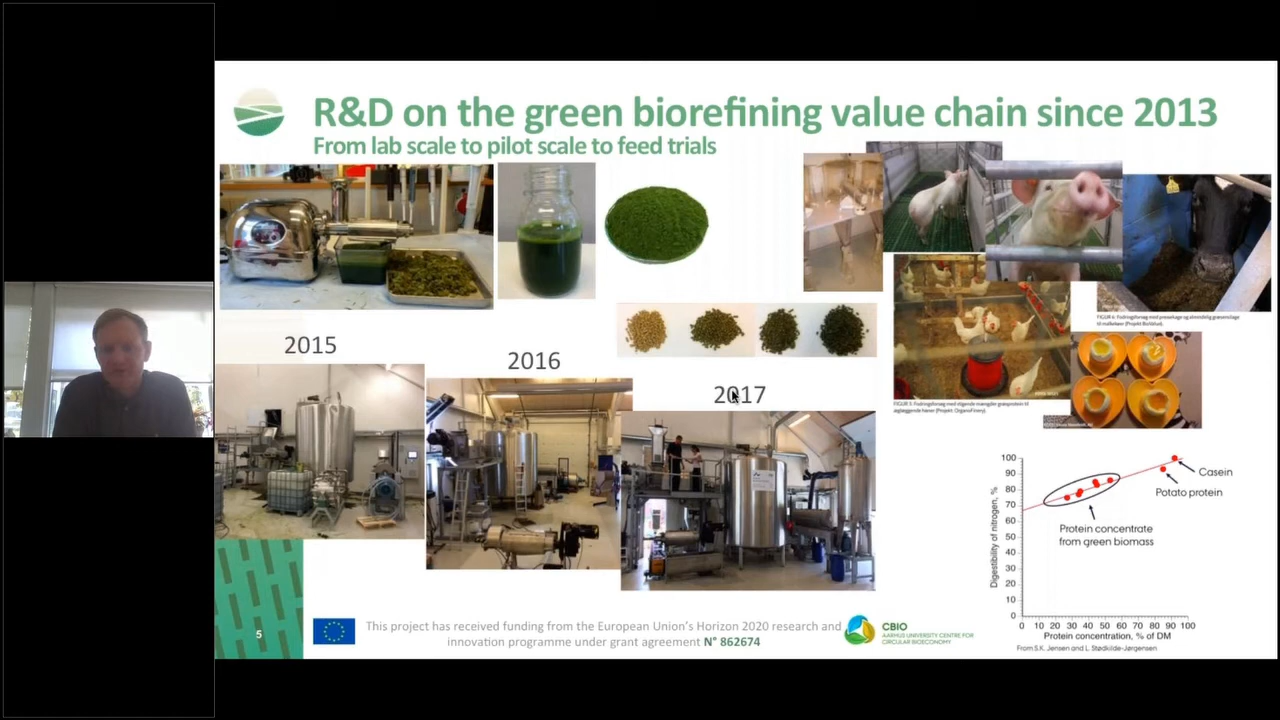 R&D on the green biorefining value chain since 2013
From lab scale to pilot scale to feed trials
2015
2016
2017
til malkekøer (Projekt BioValue).
100
90
80
70
60
50
40
30
20
10
0
Digestibility of nitrogen, %
Casein
Potato protein
Protein concentrate
from green biomass
0 10 20 30 40 50 60 70 80 90 100
Protein concentration, % of DM
From S.K. Jensen and L. Stødkilde-Jørgensen
5
This project has received funding from the European Union's Horizon 2020 research and
innovation programme under grant agreement N° 862674
CBIO
AARHUS UNIVERSITY CENTRE FOR
CIRCULAR BIOECONOMY